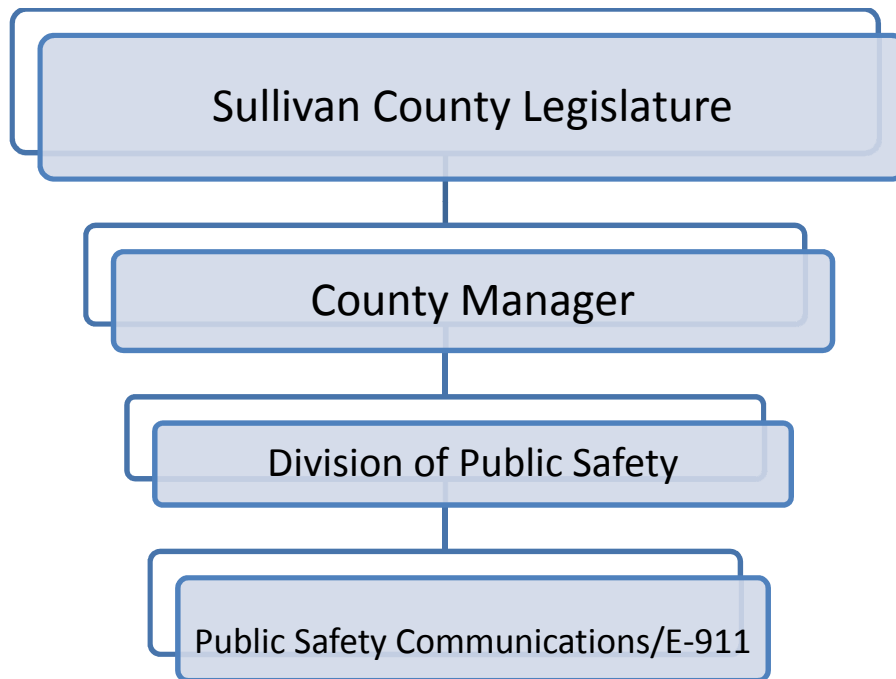 Sullivan County Legislature
County Manager
Division of Public Safety
Public Safety Communications/E-911